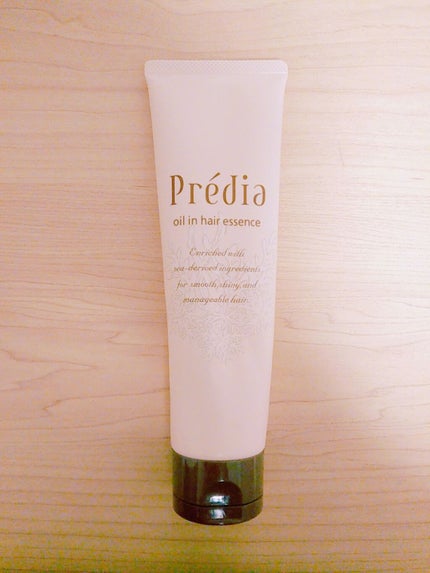 Prédia
oil in hair essence
Enriched with
sea-derived ingredients
for smooth, shiny, and
manageable hair.